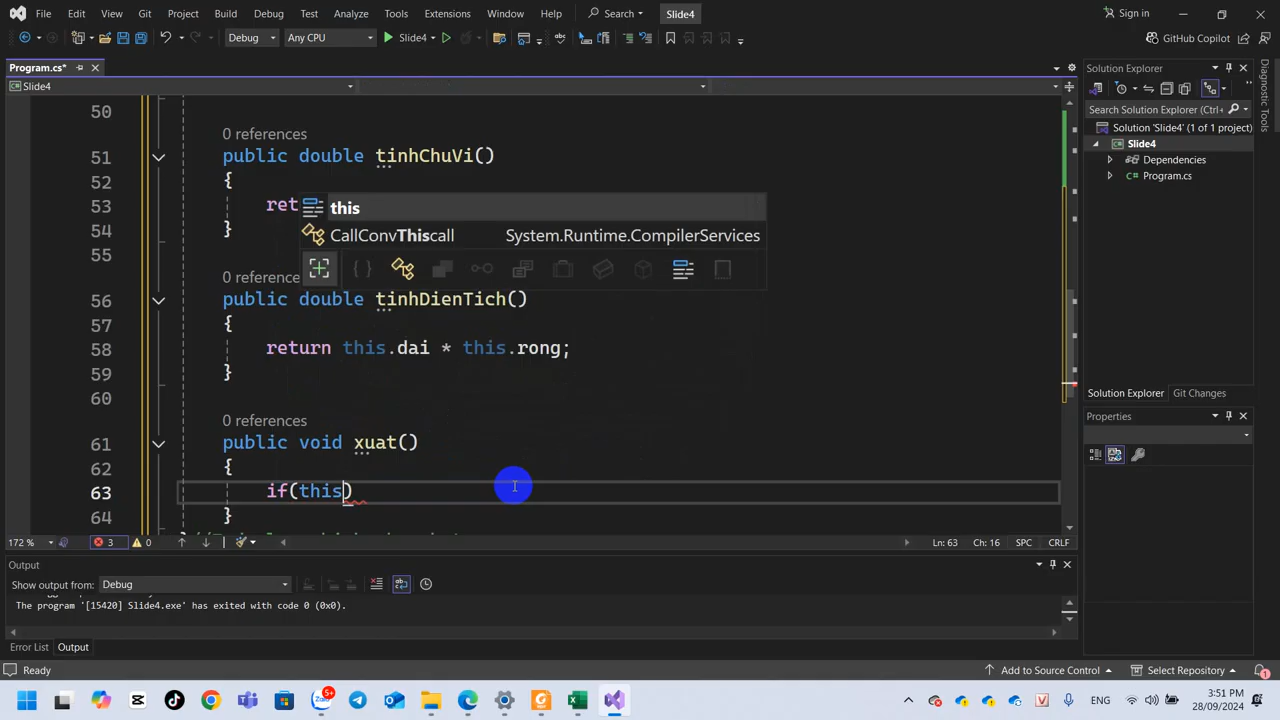 File Edit View Git Project Build Debug Test Analyze Tools Extensions Window Help Search Slide4 Sign in
Debug Any CPU Slide4 GitHub Copilot
Program.cs* Solution Explorer
Slide4
Search Solution Explorer (Ctrl+
Solution 'Slide4' (1 of 1 project)
Slide4
Dependencies
Program.cs
Diagnostic Tools
50
0 references
51 public double tinhChuVi()
52 {
53 ret
54 }
55
this
CallConvThiscall System.Runtime.CompilerServices
0 reference
56 public double tinhDienTich()
57 {
58 return this.dai * this.rong;
59 }
60
0 references
61 public void xuat()
62 {
63 if(this)
64 }
Solution Explorer Git Changes
Properties
172 % 3 0 Ln: 63 Ch: 16 SPC CRLF
Output
Show output from: Debug
The program '[15420] Slide4.exe' has exited with code 0 (0x0).
Error List Output
Ready Add to Source Control Select Repository 1
5+ ENG 3:51 PM
28/09/2024